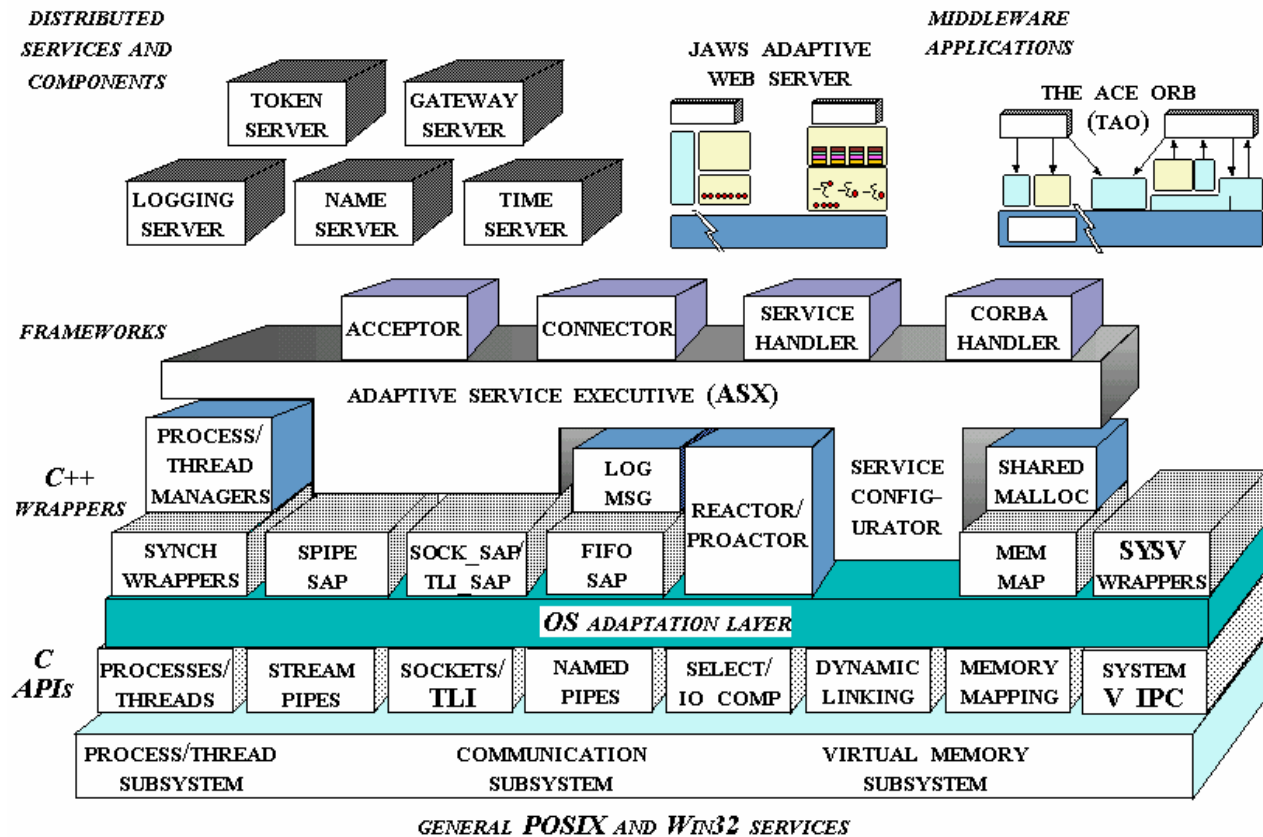 DISTRIBUTED
SERVICES AND
COMPONENTS
MIDDLEWARE
APPLICATIONS
TOKEN
SERVER
GATEWAY
SERVER
LOGGING
SERVER
NAME
SERVER
TIME
SERVER
JAWS ADAPTIVE
WEB SERVER
THE ACE ORB
(TAO)
FRAMEWORKS
ACCEPTOR
CONNECTOR
SERVICE
HANDLER
CORBA
HANDLER
ADAPTIVE SERVICE EXECUTIVE (ASX)
C++
WRAPPERS
PROCESS/
THREAD
MANAGERS
LOG
MSG
REACTOR/
PROACTOR
SERVICE
CONFIG-
URATOR
SHARED
MALLOC
SYNCH
WRAPPERS
SPIPE
SAP
SOCK_SAP/
TLI_SAP
FIFO
SAP
MEM
MAP
SYSV
WRAPPERS
OS ADAPTATION LAYER
C
APIS
PROCESSES/
THREADS
STREAM
PIPES
SOCKETS/
TLI
NAMED
PIPES
SELECT/
IO COMP
DYNAMIC
LINKING
MEMORY
MAPPING
SYSTEM
V IPC
PROCESS/THREAD
SUBSYSTEM
COMMUNICATION
SUBSYSTEM
VIRTUAL MEMORY
SUBSYSTEM
GENERAL POSIX AND WIN32 SERVICES